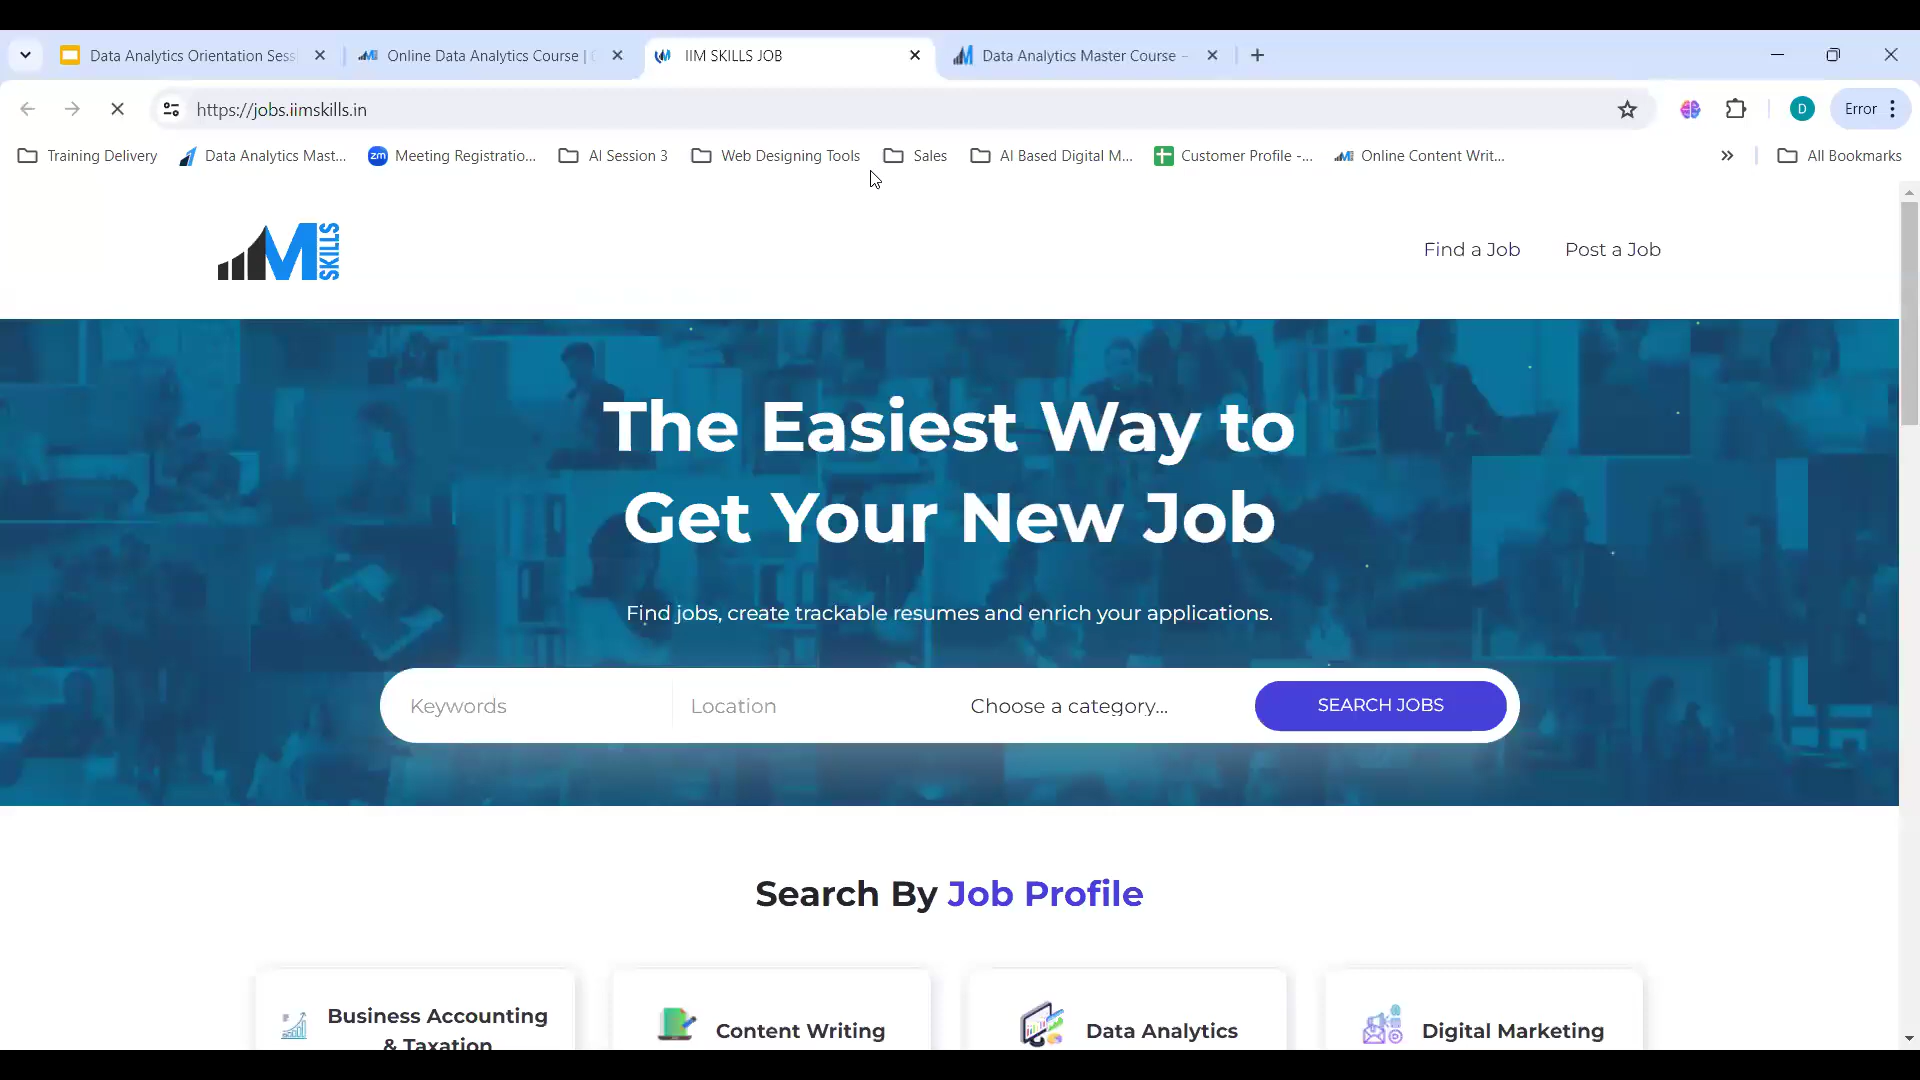 Data Analytics Orientation Sess
Online Data Analytics Course |
IIM SKILLS JOB
Data Analytics Master Course –
https://jobs.iimskills.in
D
Error
Training Delivery
Data Analytics Mast...
zm
Meeting Registratio...
AI Session 3
Web Designing Tools
Sales
AI Based Digital M...
Customer Profile -...
Online Content Writ...
All Bookmarks
IIM SKILLS
Find a Job
Post a Job
The Easiest Way to
Get Your New Job
Find jobs, create trackable resumes and enrich your applications.
Keywords
Location
Choose a category...
SEARCH JOBS
Search By Job Profile
Business Accounting
& Taxation
Content Writing
Data Analytics
Digital Marketing